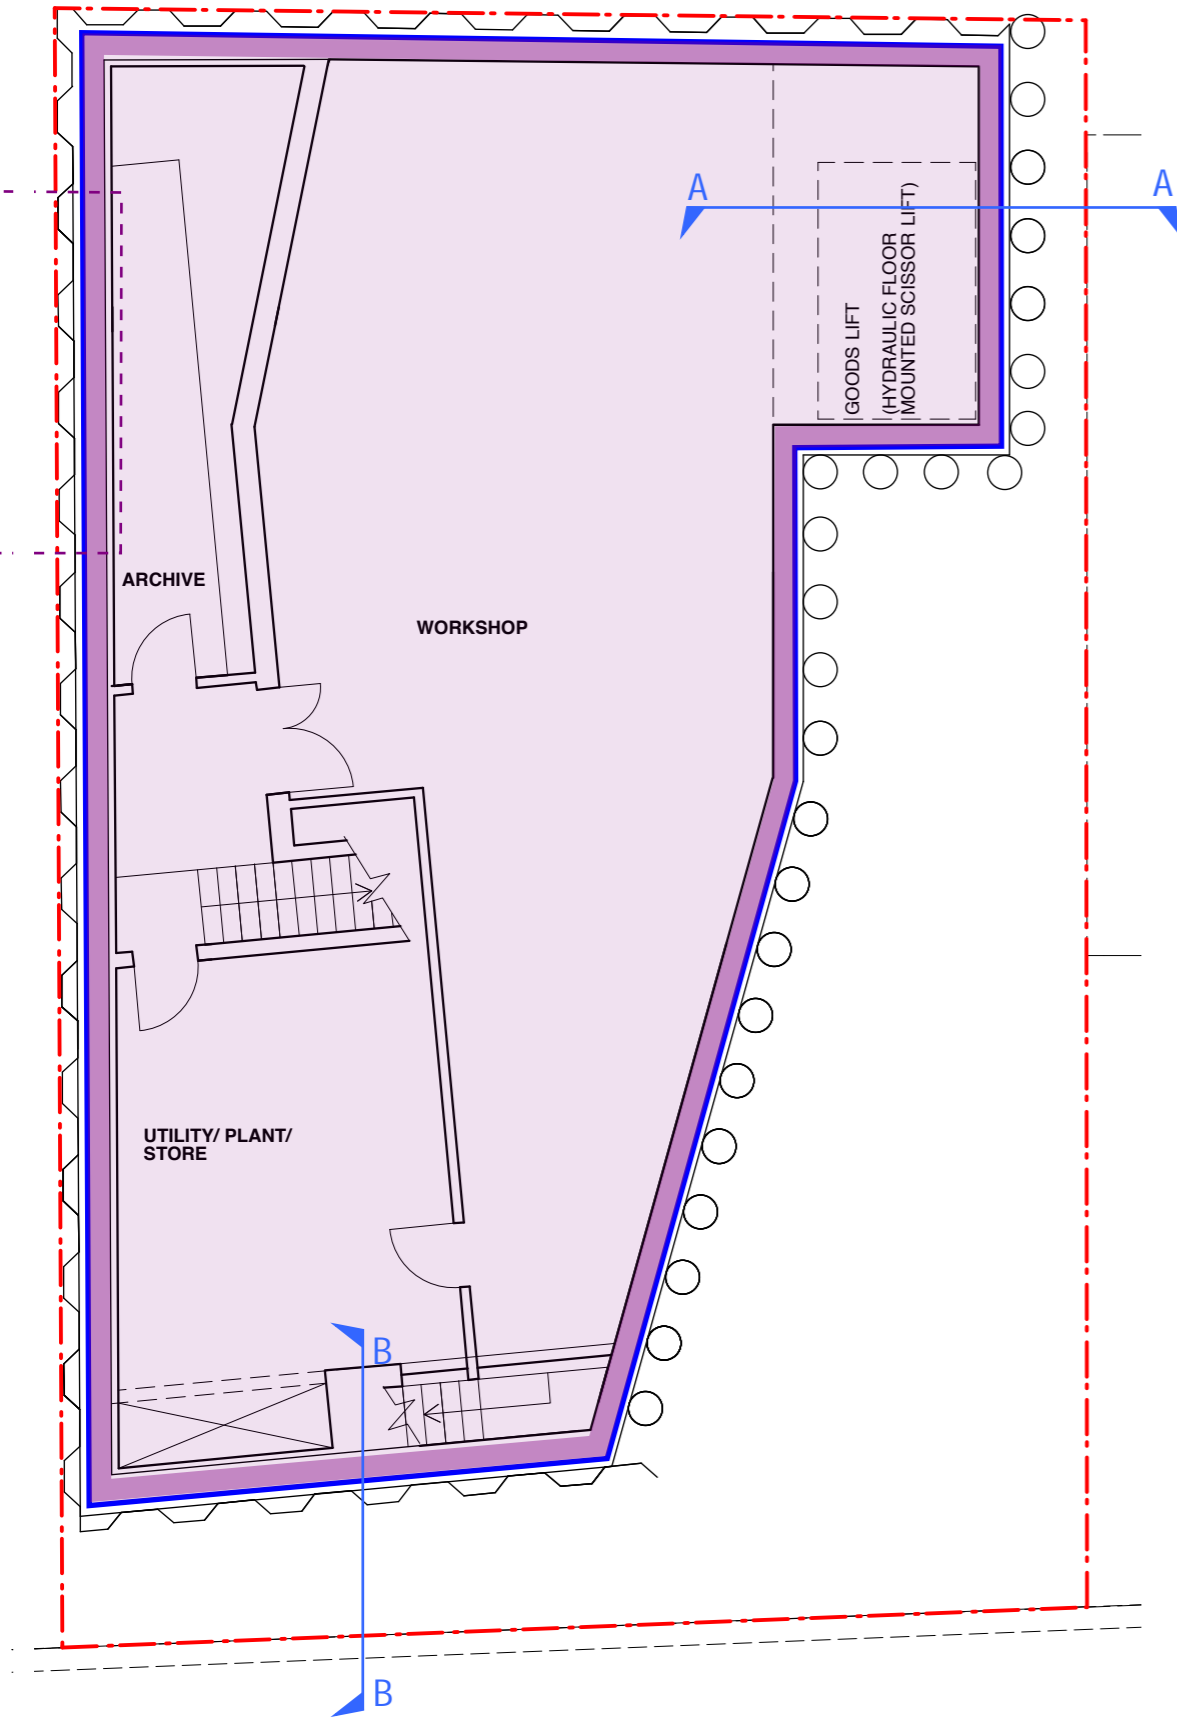 A
A
GOODS LIFT
(HYDRAULIC FLOOR
MOUNTED SCISSOR LIFT)
ARCHIVE
WORKSHOP
UTILITY/ PLANT/
STORE
B
B